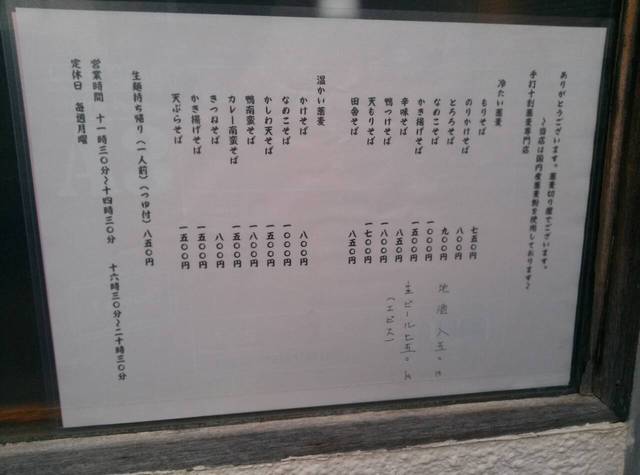 ありがとうございます。蕎麦切り でございます。
手打十割蕎麦専門店
～当店は国内産蕎麦粉を使用しております～
冷たい蕎麦
もりそば 七五〇円
のりかけそば 八〇〇円
とろろそば 九〇〇円
なめこそば 一〇〇〇円
かき揚げそば 一五〇〇円
辛味そば 八五〇円
鴨つけそば 一八〇〇円
天もりそば 一七〇〇円
田舎そば 八五〇円
地酒 八五〇
生ビール七五〇
(エビス)
温かい蕎麦
かけそば 八〇〇円
なめこそば 一〇〇〇円
かしわ天そば 一五〇〇円
鴨南蛮そば 一八〇〇円
カレー南蛮そば 一五〇〇円
きつねそば 八〇〇円
かき揚げそば 一五〇〇円
天ぷらそば 一五〇〇円
生麺持ち帰り(一人前)(つゆ付)八五〇円
営業時間 十一時三〇分～十四時三〇分 十六時三〇分～二十時三〇分
定休日 毎週月曜